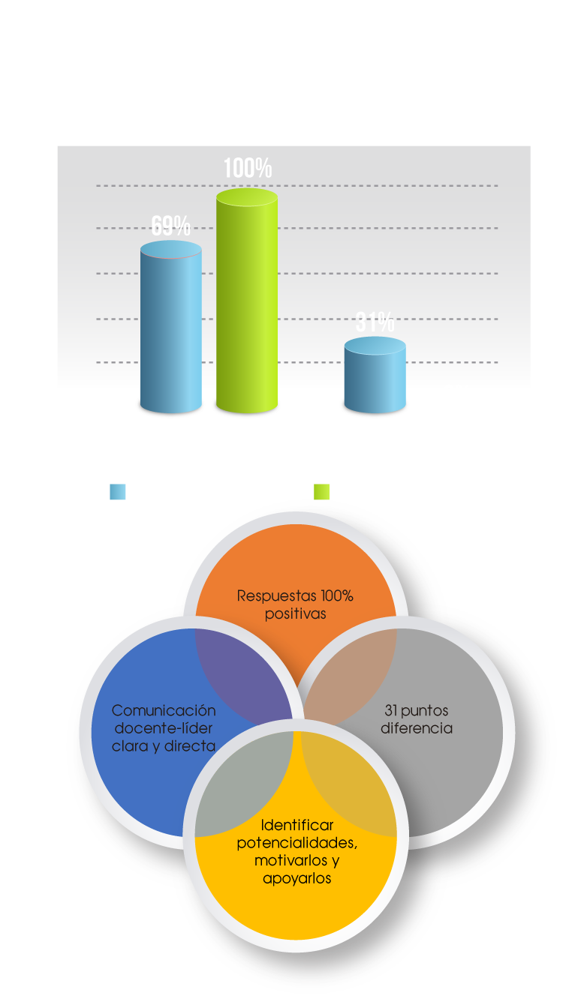 100%
69%
31%
Respuestas 100%
positivas
Comunicación
docente-líder
clara y directa
31 puntos
diferencia
Identificar
potencialidades,
motivarlos y
apoyarlos